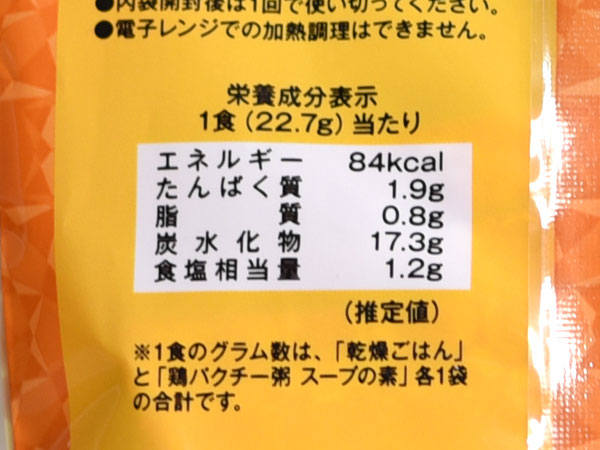 ●内袋開封後は1回で使い切ってください。
●電子レンジでの加熱調理はできません。
栄養成分表示
1食(22.7g)当たり
エネルギー 84kcal
たんぱく質 1.9g
脂質 0.8g
炭水化物 17.3g
食塩相当量 1.2g
(推定値)
※1食のグラム数は、「乾燥ごはん」
と「鶏パクチー粥 スープの素」各1袋
の合計です。